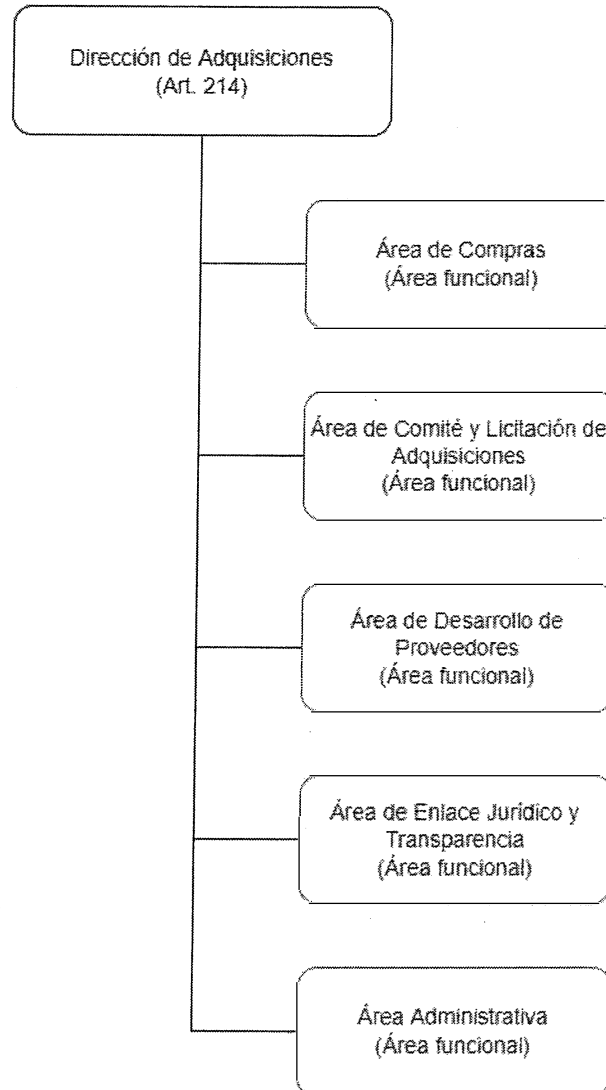 Dirección de Adquisiciones
(Art. 214)
Área de Compras
(Área funcional)
Área de Comité y Licitación de
Adquisiciones
(Área funcional)
Área de Desarrollo de
Proveedores
(Área funcional)
Área de Enlace Jurídico y
Transparencia
(Área funcional)
Área Administrativa
(Área funcional)